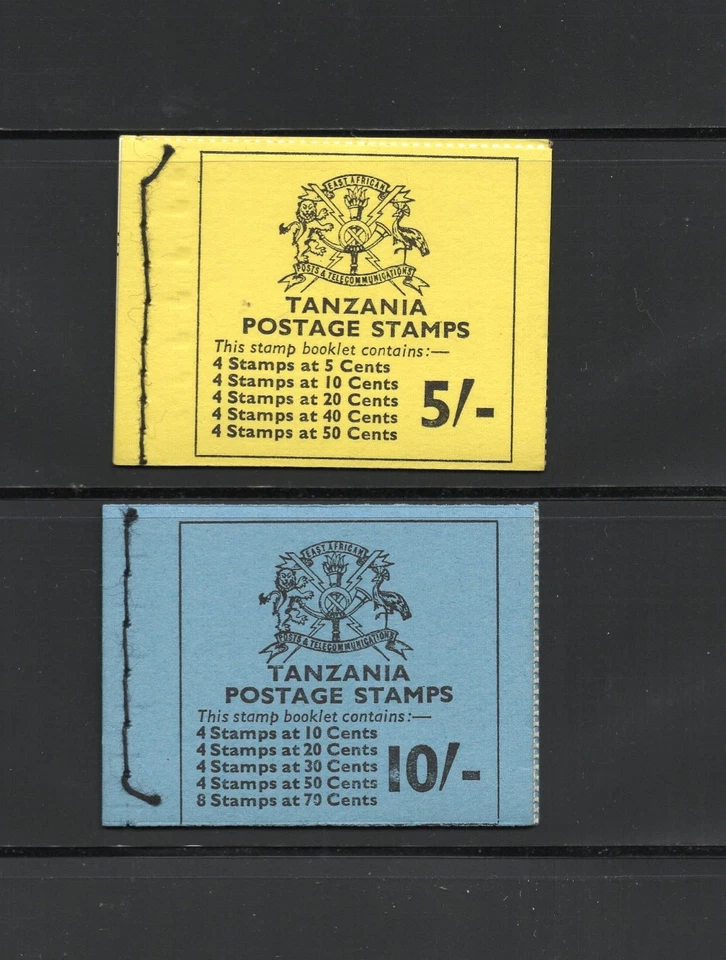 EAST AFRICAN
POSTS & TELECOMMUNICATIONS
TANZANIA
POSTAGE STAMPS
This stamp booklet contains:—
4 Stamps at 5 Cents
4 Stamps at 10 Cents
4 Stamps at 20 Cents
4 Stamps at 40 Cents
4 Stamps at 50 Cents
5/-
EAST AFRICAN
POSTS & TELECOMMUNICATIONS
TANZANIA
POSTAGE STAMPS
This stamp booklet contains:—
4 Stamps at 10 Cents
4 Stamps at 20 Cents
4 Stamps at 30 Cents
4 Stamps at 50 Cents
8 Stamps at 70 Cents
10/-